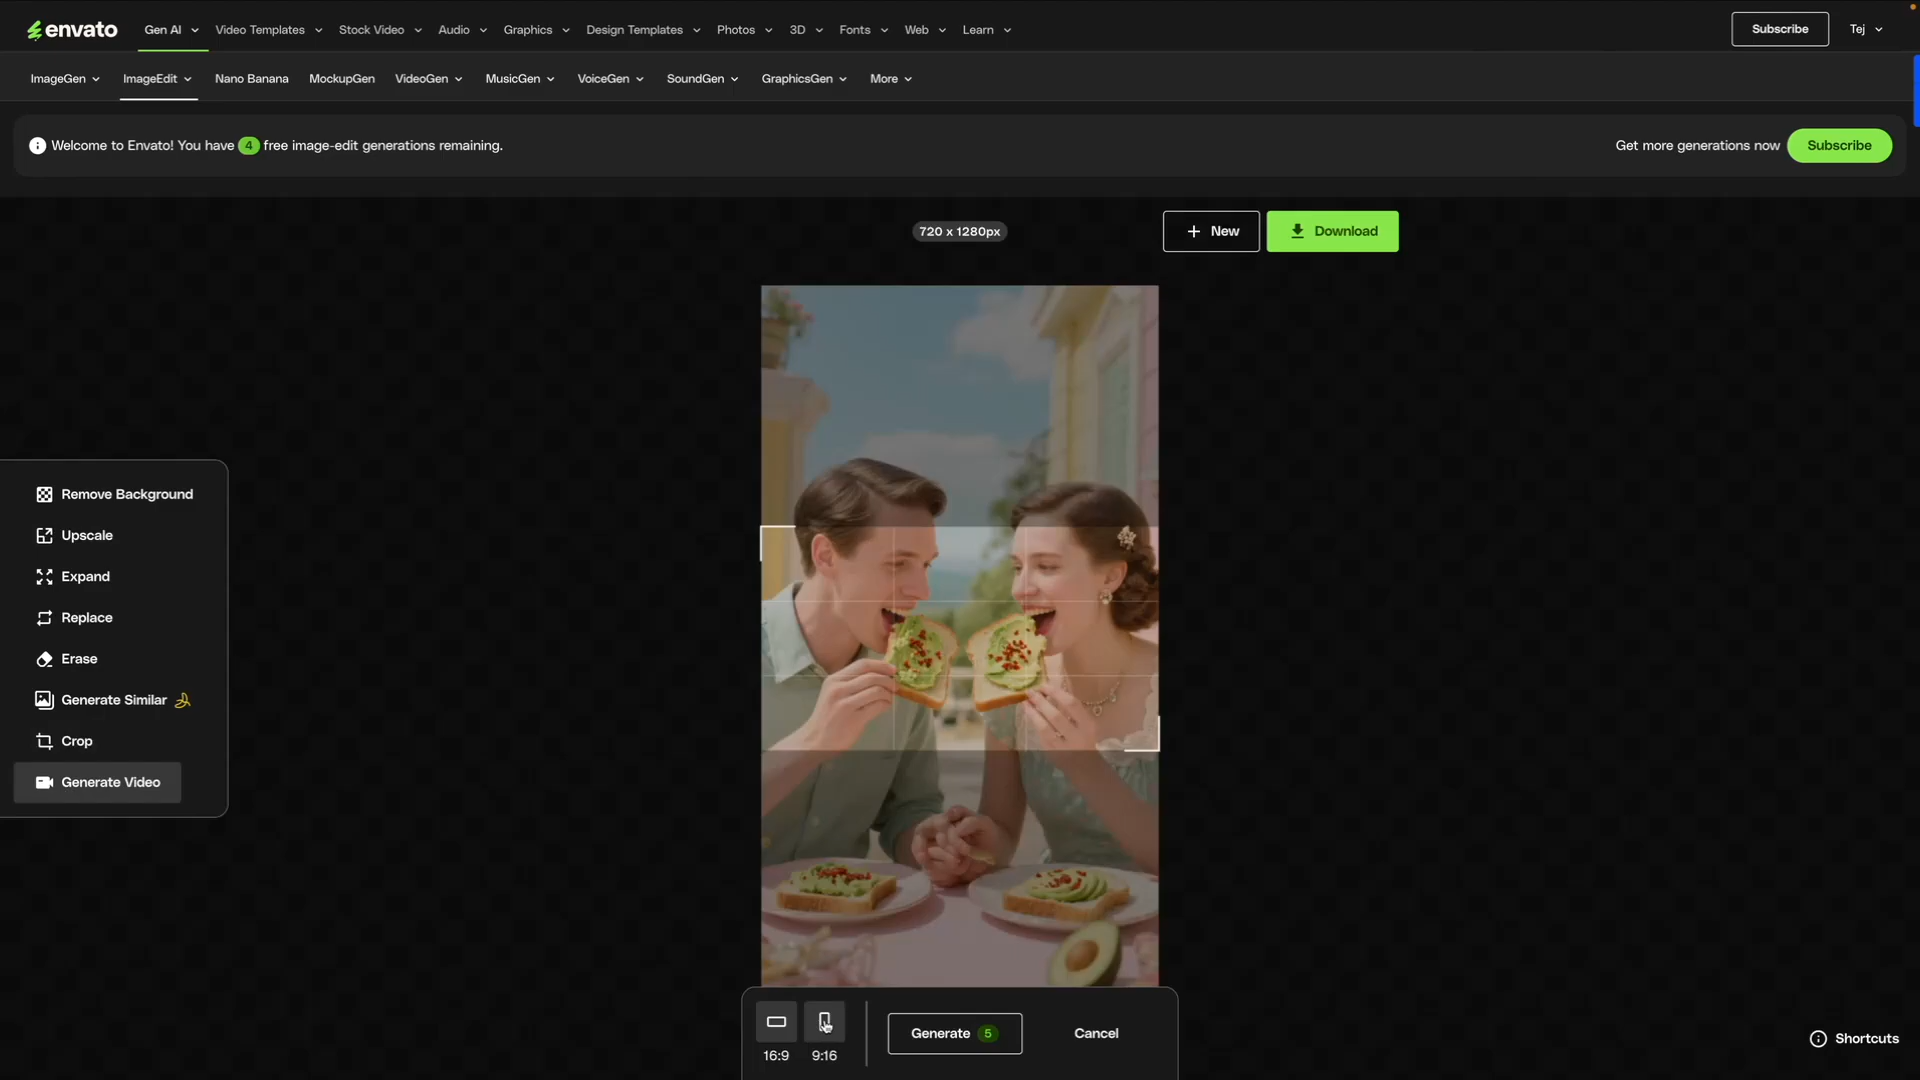 envato Gen AI Video Templates Stock Video Audio Graphics Design Templates Photos 3D Fonts Web Learn Subscribe Tej
ImageGen ImageEdit Nano Banana MockupGen VideoGen MusicGen VoiceGen SoundGen GraphicsGen More
Welcome to Envato! You have 4 free image-edit generations remaining. Get more generations now Subscribe
720 x 1280px + New Download
Remove Background
Upscale
Expand
Replace
Erase
Generate Similar
Crop
Generate Video
16:9 9:16 Generate 5 Cancel
Shortcuts